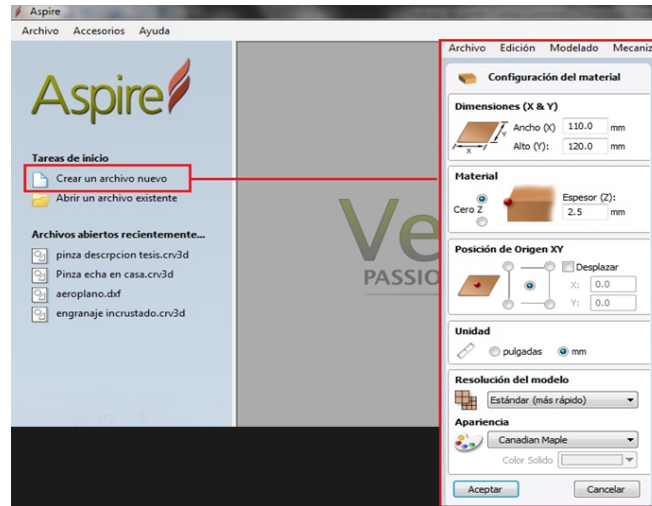 Aspire
Archivo Accesorios Ayuda
Aspire
Tareas de inicio
Crear un archivo nuevo
Abrir un archivo existente
Archivos abiertos recientemente...
pinza descrpcion tesis.crv3d
Pinza echa en casa.crv3d
aeroplano.dxf
engranaje incrustado.crv3d
Ve
PASSIO
Archivo Edición Modelado Mecaniz
Configuración del material
Dimensiones (X & Y)
Ancho (X) 110.0 mm
Y
X
Alto (Y): 120.0 mm
Material
Cero Z
Espesor (Z):
2.5 mm
Posición de Origen XY
Desplazar
X: 0.0
Y: 0.0
Unidad
pulgadas mm
Resolución del modelo
Estándar (más rápido)
Apariencia
Canadian Maple
Color Solido
Aceptar Cancelar